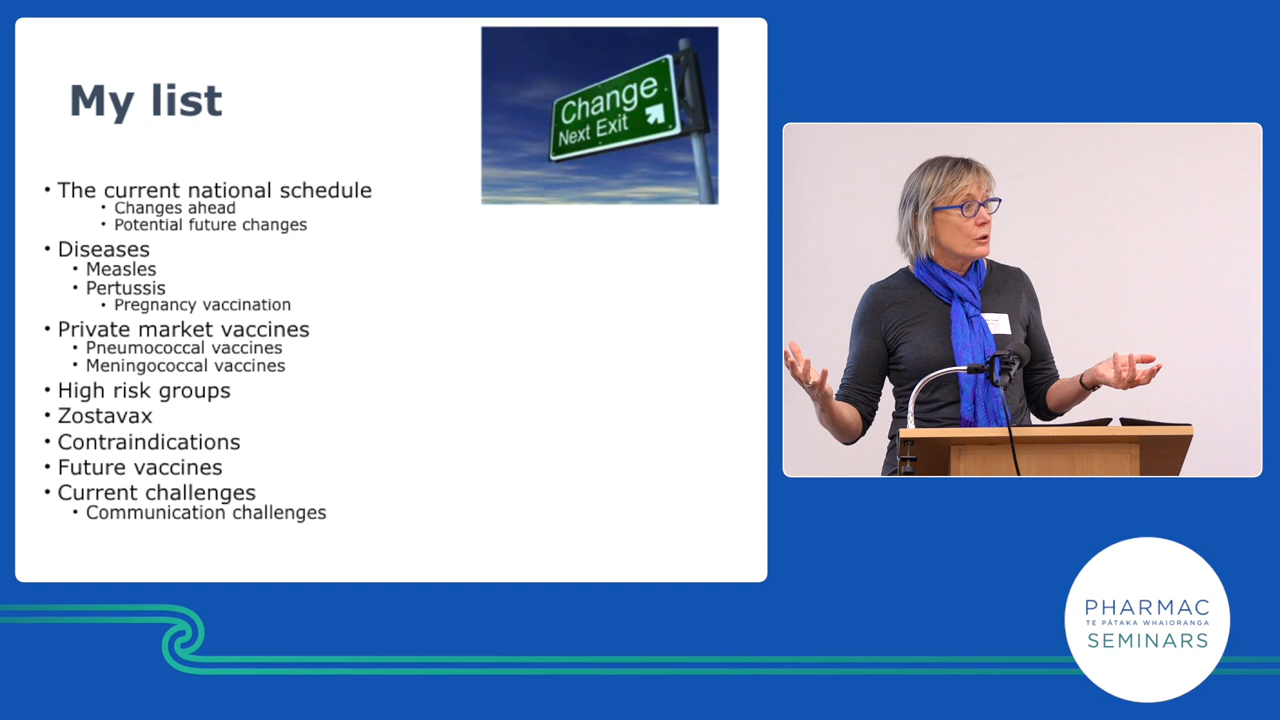 My list
Change
Next Exit
• The current national schedule
• Changes ahead
• Potential future changes
• Diseases
• Measles
• Pertussis
• Pregnancy vaccination
• Private market vaccines
• Pneumococcal vaccines
• Meningococcal vaccines
• High risk groups
• Zostavax
• Contraindications
• Future vaccines
• Current challenges
• Communication challenges
PHARMAC
TE PĀTAKA WHAIORANGA
SEMINARS